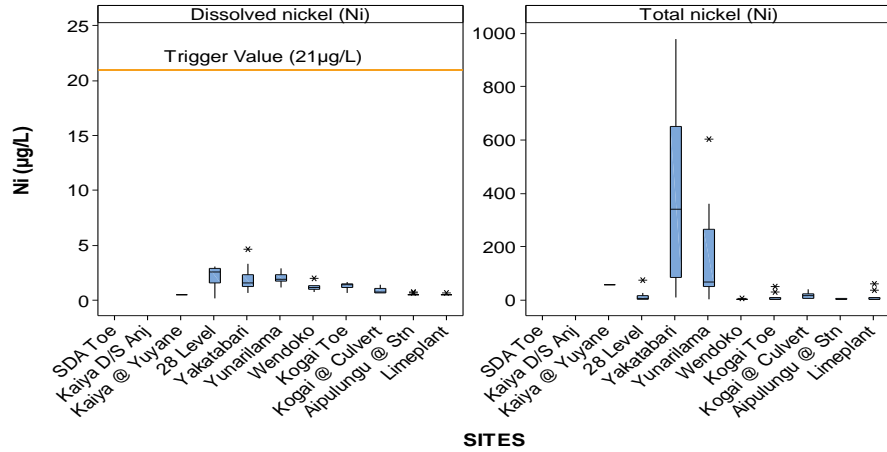 Dissolved nickel (Ni)
Total nickel (Ni)
25
20
15
10
5
0
Trigger Value (21µg/L)
Ni (µg/L)
1000
800
600
400
200
0
SDA Toe
Kaiya D/S Anj
Kaiya @ Yuyane
28 Level
Yakatabari
Yunarilama
Wendoko
Kogai Toe
Kogai @ Culvert
Aipulungu @ Stn
Limeplant
SDA Toe
Kaiya D/S Anj
Kaiya @ Yuyane
28 Level
Yakatabari
Yunarilama
Wendoko
Kogai Toe
Kogai @ Culvert
Aipulungu @ Stn
Limeplant
SITES